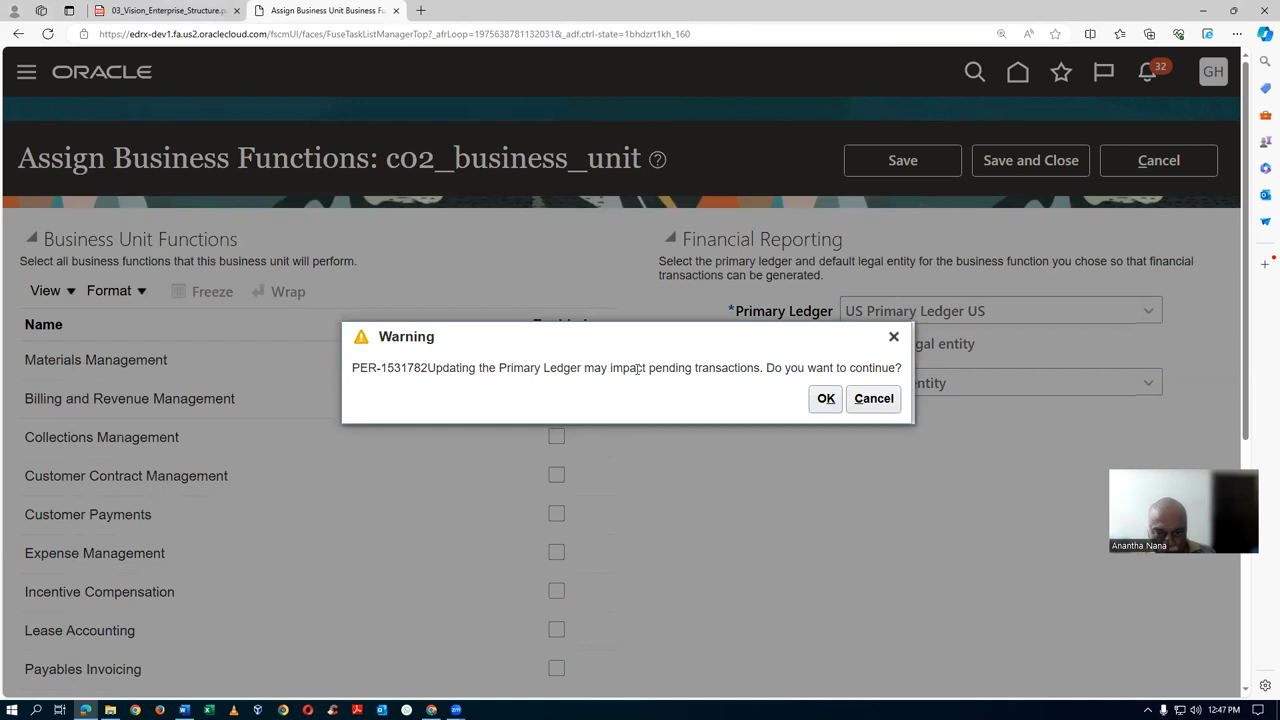 03_Vision_Enterprise_Structure.p
Assign Business Unit Business Fu
https://edrx-dev1.fa.us2.oraclecloud.com/fscmUI/faces/FuseTaskListManagerTop?_afrLoop=1975638781132031&_adf.ctrl-state=1bhdzrt1kh_160
ORACLE
32
GH
Assign Business Functions: c02_business_unit
Save
Save and Close
Cancel
Business Unit Functions
Select all business functions that this business unit will perform.
View
Format
Freeze
Wrap
Name
Materials Management
Billing and Revenue Management
Collections Management
Customer Contract Management
Customer Payments
Expense Management
Incentive Compensation
Lease Accounting
Payables Invoicing
Financial Reporting
Select the primary ledger and default legal entity for the business function you chose so that financial
transactions can be generated.
*Primary Ledger
US Primary Ledger US
gal entity
entity
Warning
PER-1531782Updating the Primary Ledger may impact pending transactions. Do you want to continue?
OK
Cancel
Anantha Nana
12:47 PM